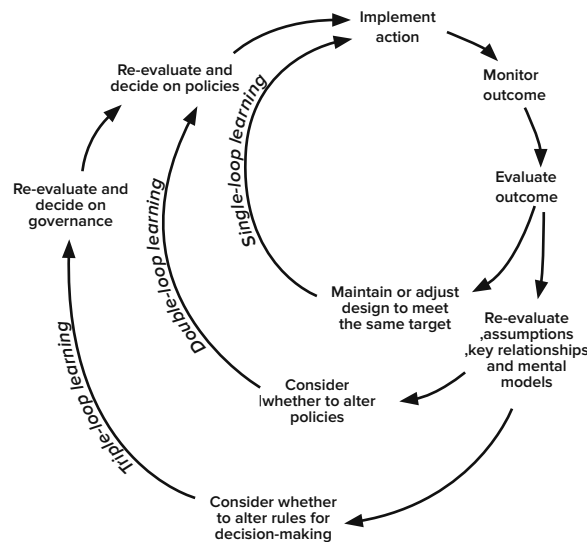 Implement
action
Monitor
outcome
Evaluate
outcome
Re-evaluate and
decide on policies
Re-evaluate and
decide on
governance
Single-loop learning
Double-loop learning
Triple-loop learning
Maintain or adjust
design to meet
the same target
Re-evaluate
,assumptions
,key relationships
and mental
models
Consider
whether to alter
policies
Consider whether
to alter rules for
decision-making